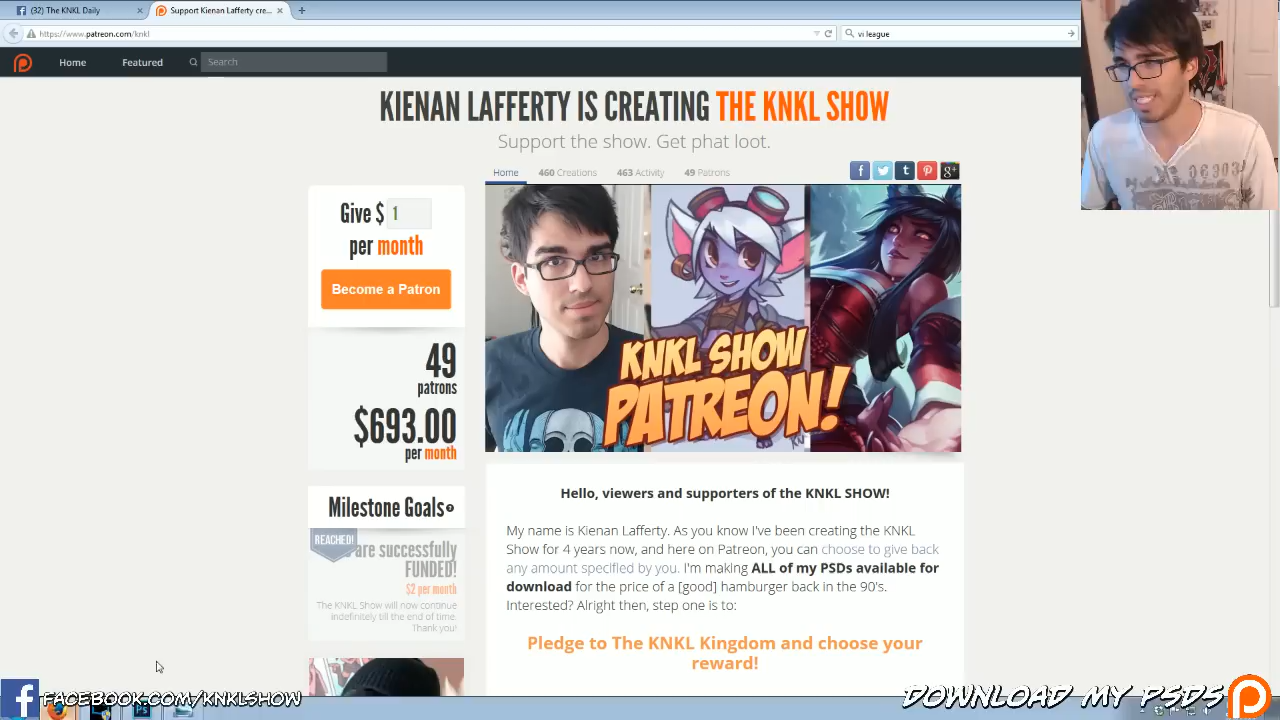 (32) The KNKL Daily
Support Kienan Lafferty cre...
https://www.patreon.com/knkl
vi league
Home
Featured
Search
KIENAN LAFFERTY IS CREATING THE KNKL SHOW
Support the show. Get phat loot.
Home
460 Creations
463 Activity
49 Patrons
Give $ 1
per month
Become a Patron
49
patrons
$693.00
per month
Milestone Goals
REACHED!
are successfully
FUNDED!
$2 per month
The KNKL Show will now continue
indefinitely till the end of time.
Thank you!
KNKL SHOW
PATREON!
Hello, viewers and supporters of the KNKL SHOW!
My name is Kienan Lafferty. As you know I've been creating the KNKL
Show for 4 years now, and here on Patreon, you can choose to give back
any amount specified by you. I'm making ALL of my PSDs available for
download for the price of a [good] hamburger back in the 90's.
Interested? Alright then, step one is to:
Pledge to The KNKL Kingdom and choose your
reward!
FACEBOOK.COM/KNKLSHOW
DOWNLOAD MY PSDS